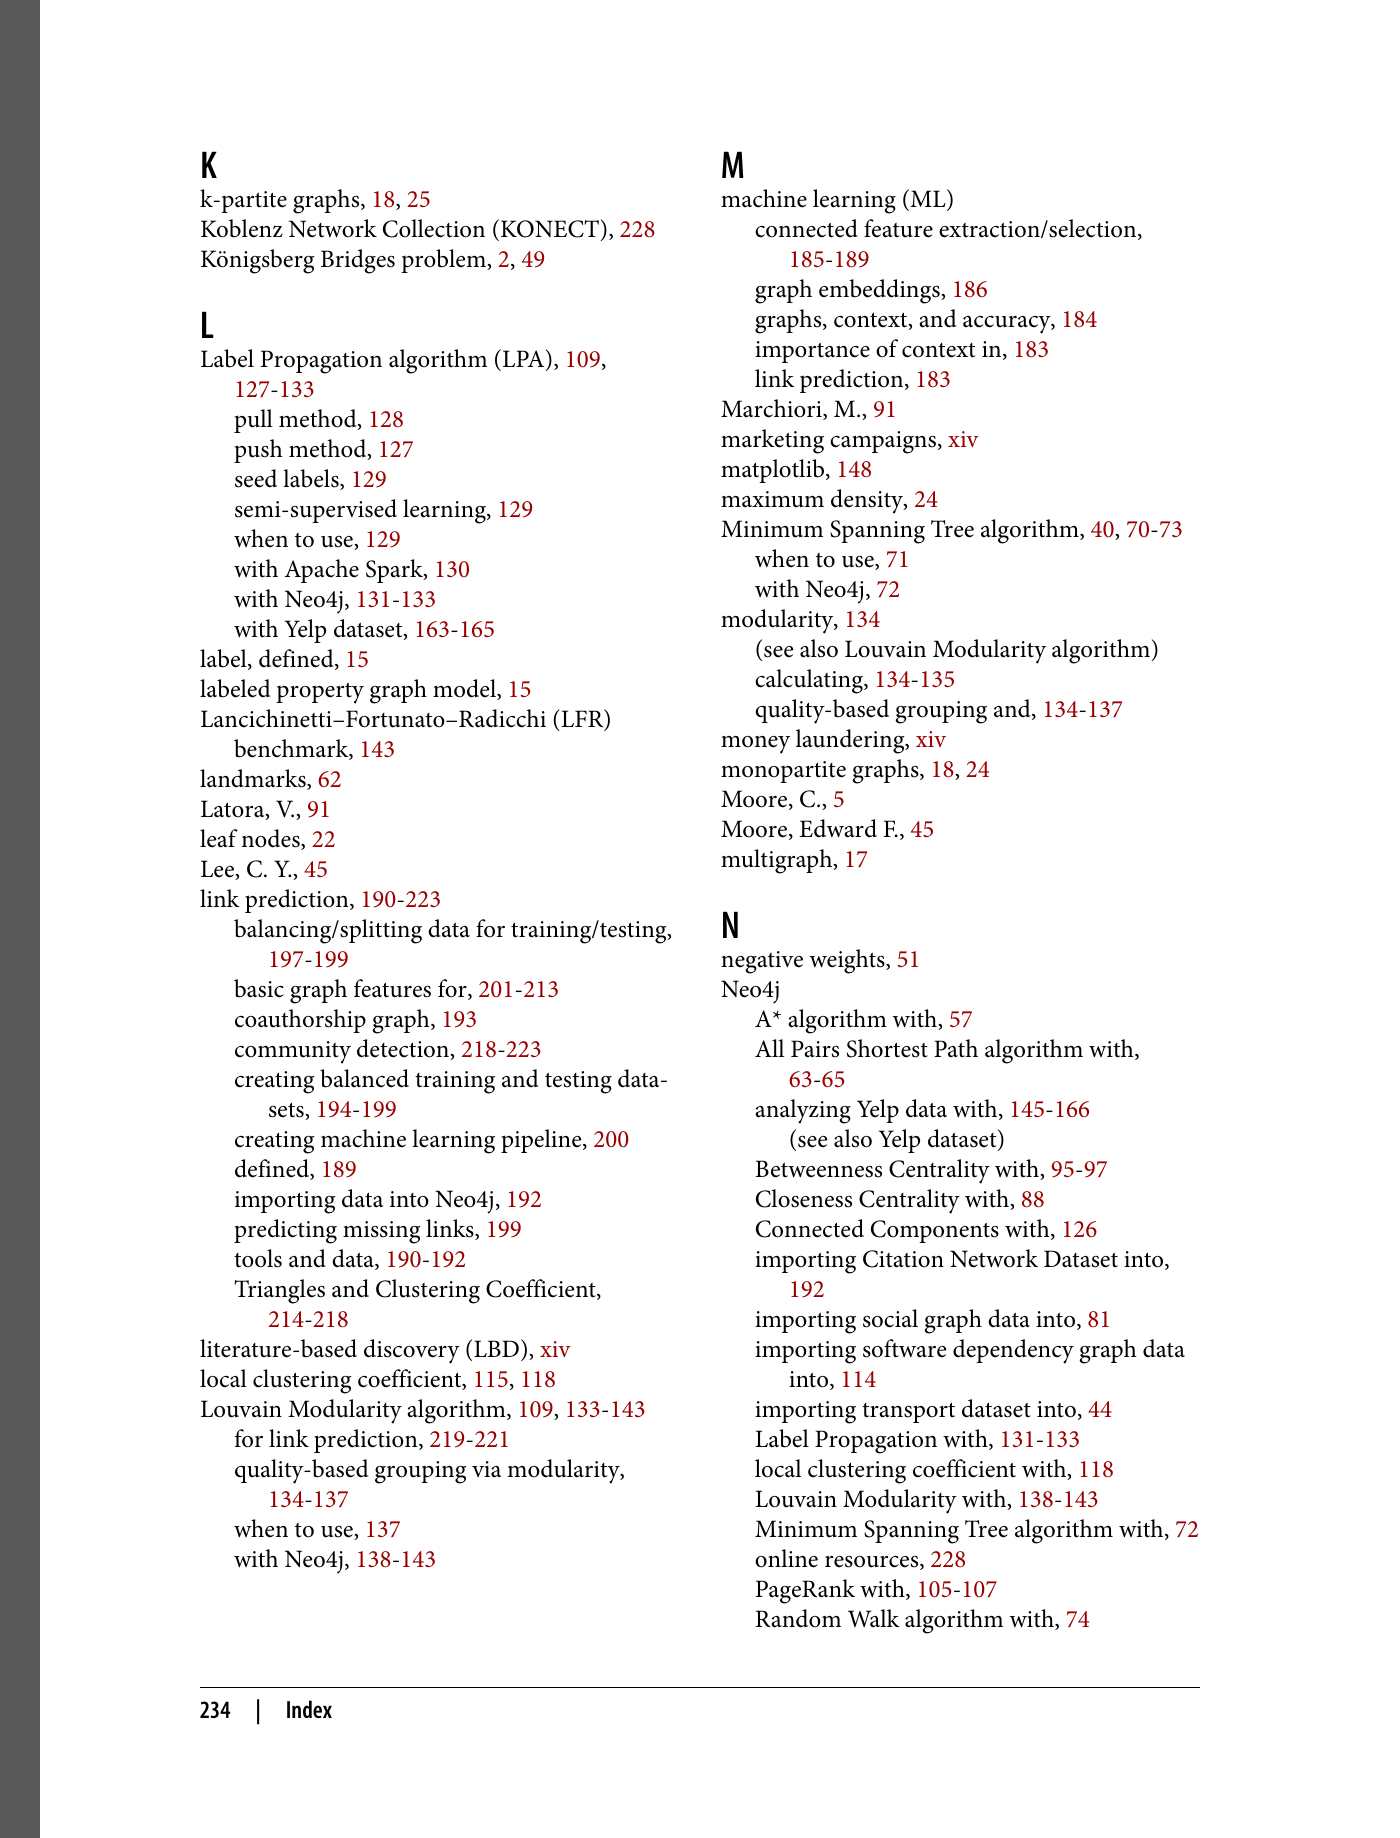 K
k-partite graphs, 18, 25
Koblenz Network Collection (KONECT), 228
Königsberg Bridges problem, 2, 49
L
Label Propagation algorithm (LPA), 109,
127-133
pull method, 128
push method, 127
seed labels, 129
semi-supervised learning, 129
when to use, 129
with Apache Spark, 130
with Neo4j, 131-133
with Yelp dataset, 163-165
label, defined, 15
labeled property graph model, 15
Lancichinetti–Fortunato–Radicchi (LFR)
benchmark, 143
landmarks, 62
Latora, V., 91
leaf nodes, 22
Lee, C. Y., 45
link prediction, 190-223
balancing/splitting data for training/testing,
197-199
basic graph features for, 201-213
coauthorship graph, 193
community detection, 218-223
creating balanced training and testing data-
sets, 194-199
creating machine learning pipeline, 200
defined, 189
importing data into Neo4j, 192
predicting missing links, 199
tools and data, 190-192
Triangles and Clustering Coefficient,
214-218
literature-based discovery (LBD), xiv
local clustering coefficient, 115, 118
Louvain Modularity algorithm, 109, 133-143
for link prediction, 219-221
quality-based grouping via modularity,
134-137
when to use, 137
with Neo4j, 138-143
M
machine learning (ML)
connected feature extraction/selection,
185-189
graph embeddings, 186
graphs, context, and accuracy, 184
importance of context in, 183
link prediction, 183
Marchiori, M., 91
marketing campaigns, xiv
matplotlib, 148
maximum density, 24
Minimum Spanning Tree algorithm, 40, 70-73
when to use, 71
with Neo4j, 72
modularity, 134
(see also Louvain Modularity algorithm)
calculating, 134-135
quality-based grouping and, 134-137
money laundering, xiv
monopartite graphs, 18, 24
Moore, C., 5
Moore, Edward F., 45
multigraph, 17
N
negative weights, 51
Neo4j
A* algorithm with, 57
All Pairs Shortest Path algorithm with,
63-65
analyzing Yelp data with, 145-166
(see also Yelp dataset)
Betweenness Centrality with, 95-97
Closeness Centrality with, 88
Connected Components with, 126
importing Citation Network Dataset into,
192
importing social graph data into, 81
importing software dependency graph data
into, 114
importing transport dataset into, 44
Label Propagation with, 131-133
local clustering coefficient with, 118
Louvain Modularity with, 138-143
Minimum Spanning Tree algorithm with, 72
online resources, 228
PageRank with, 105-107
Random Walk algorithm with, 74
234 | Index